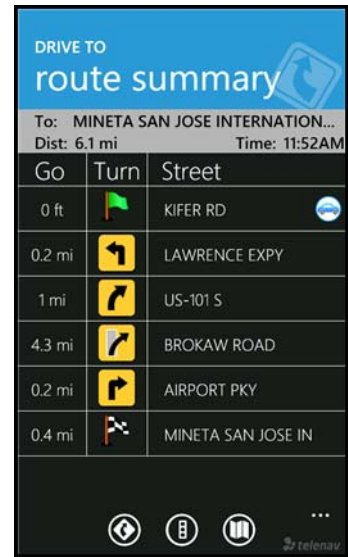 DRIVE TO
route summary
To: MINETA SAN JOSE INTERNATION...
Dist: 6.1 mi Time: 11:52AM
Go Turn Street
0 ft KIFER RD
0.2 mi LAWRENCE EXPY
1 mi US-101 S
4.3 mi BROKAW ROAD
0.2 mi AIRPORT PKY
0.4 mi MINETA SAN JOSE IN
...
telenav